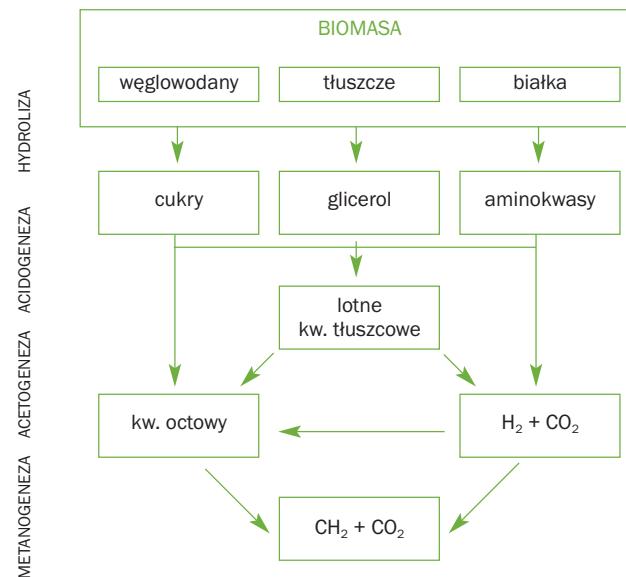 BIOMASA
węglowodany
tłuszcze
białka
HYDROLIZA
cukry
glicerol
aminokwasy
ACIDOGENEZA
lotne
kw. tłuszcowe
ACETOGENEZA
kw. octowy
H₂ + CO₂
METANOGENEZA
CH₂ + CO₂